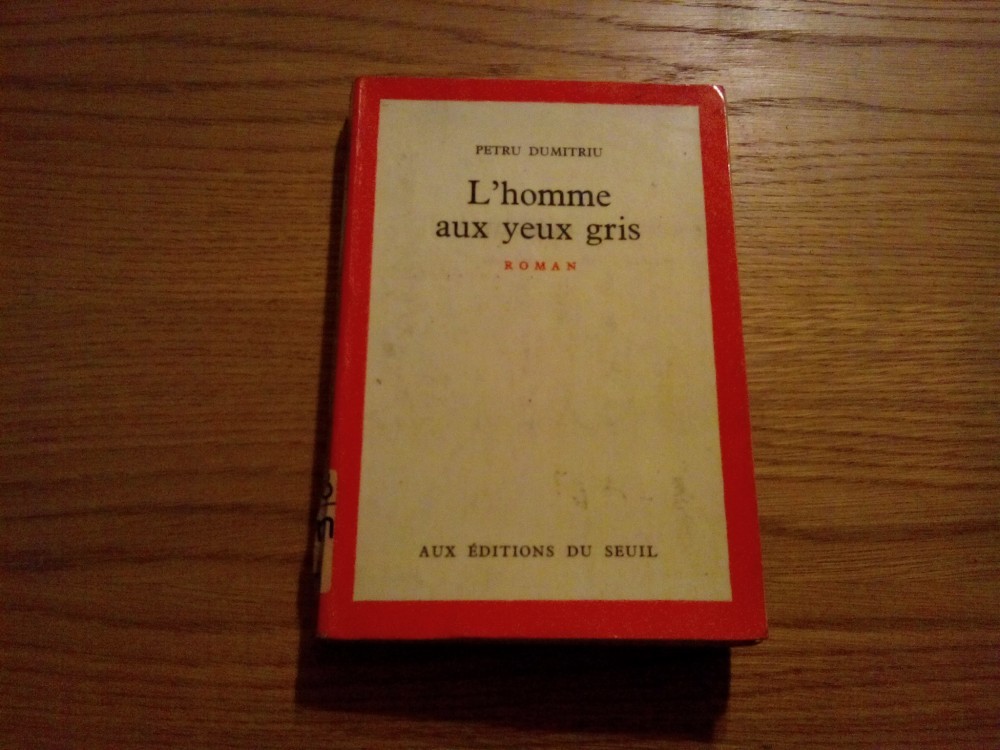 PETRU DUMITRIU
L'homme
aux yeux gris
ROMAN
AUX ÉDITIONS DU SEUIL